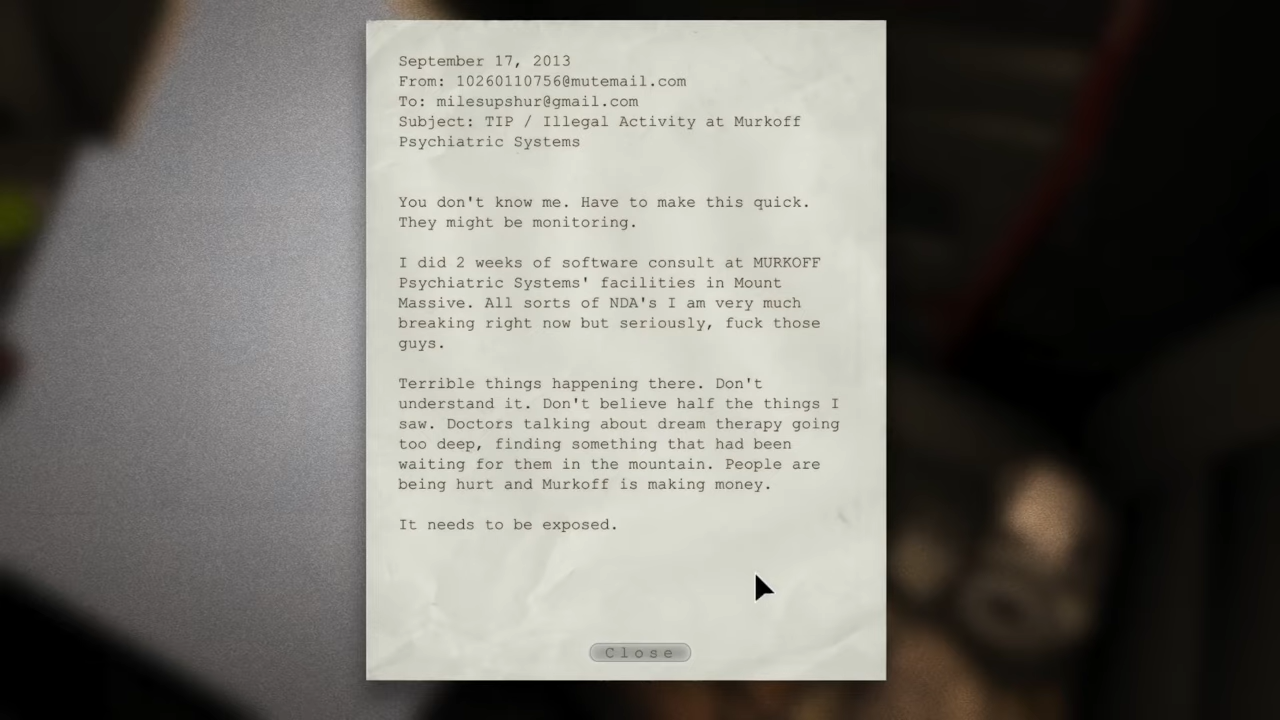 September 17, 2013
From: 10260110756@mutemail.com
To: milesupshur@gmail.com
Subject: TIP / Illegal Activity at Murkoff
Psychiatric Systems
You don't know me. Have to make this quick.
They might be monitoring.
I did 2 weeks of software consult at MURKOFF
Psychiatric Systems' facilities in Mount
Massive. All sorts of NDA's I am very much
breaking right now but seriously, fuck those
guys.
Terrible things happening there. Don't
understand it. Don't believe half the things I
saw. Doctors talking about dream therapy going
too deep, finding something that had been
waiting for them in the mountain. People are
being hurt and Murkoff is making money.
It needs to be exposed.
Close